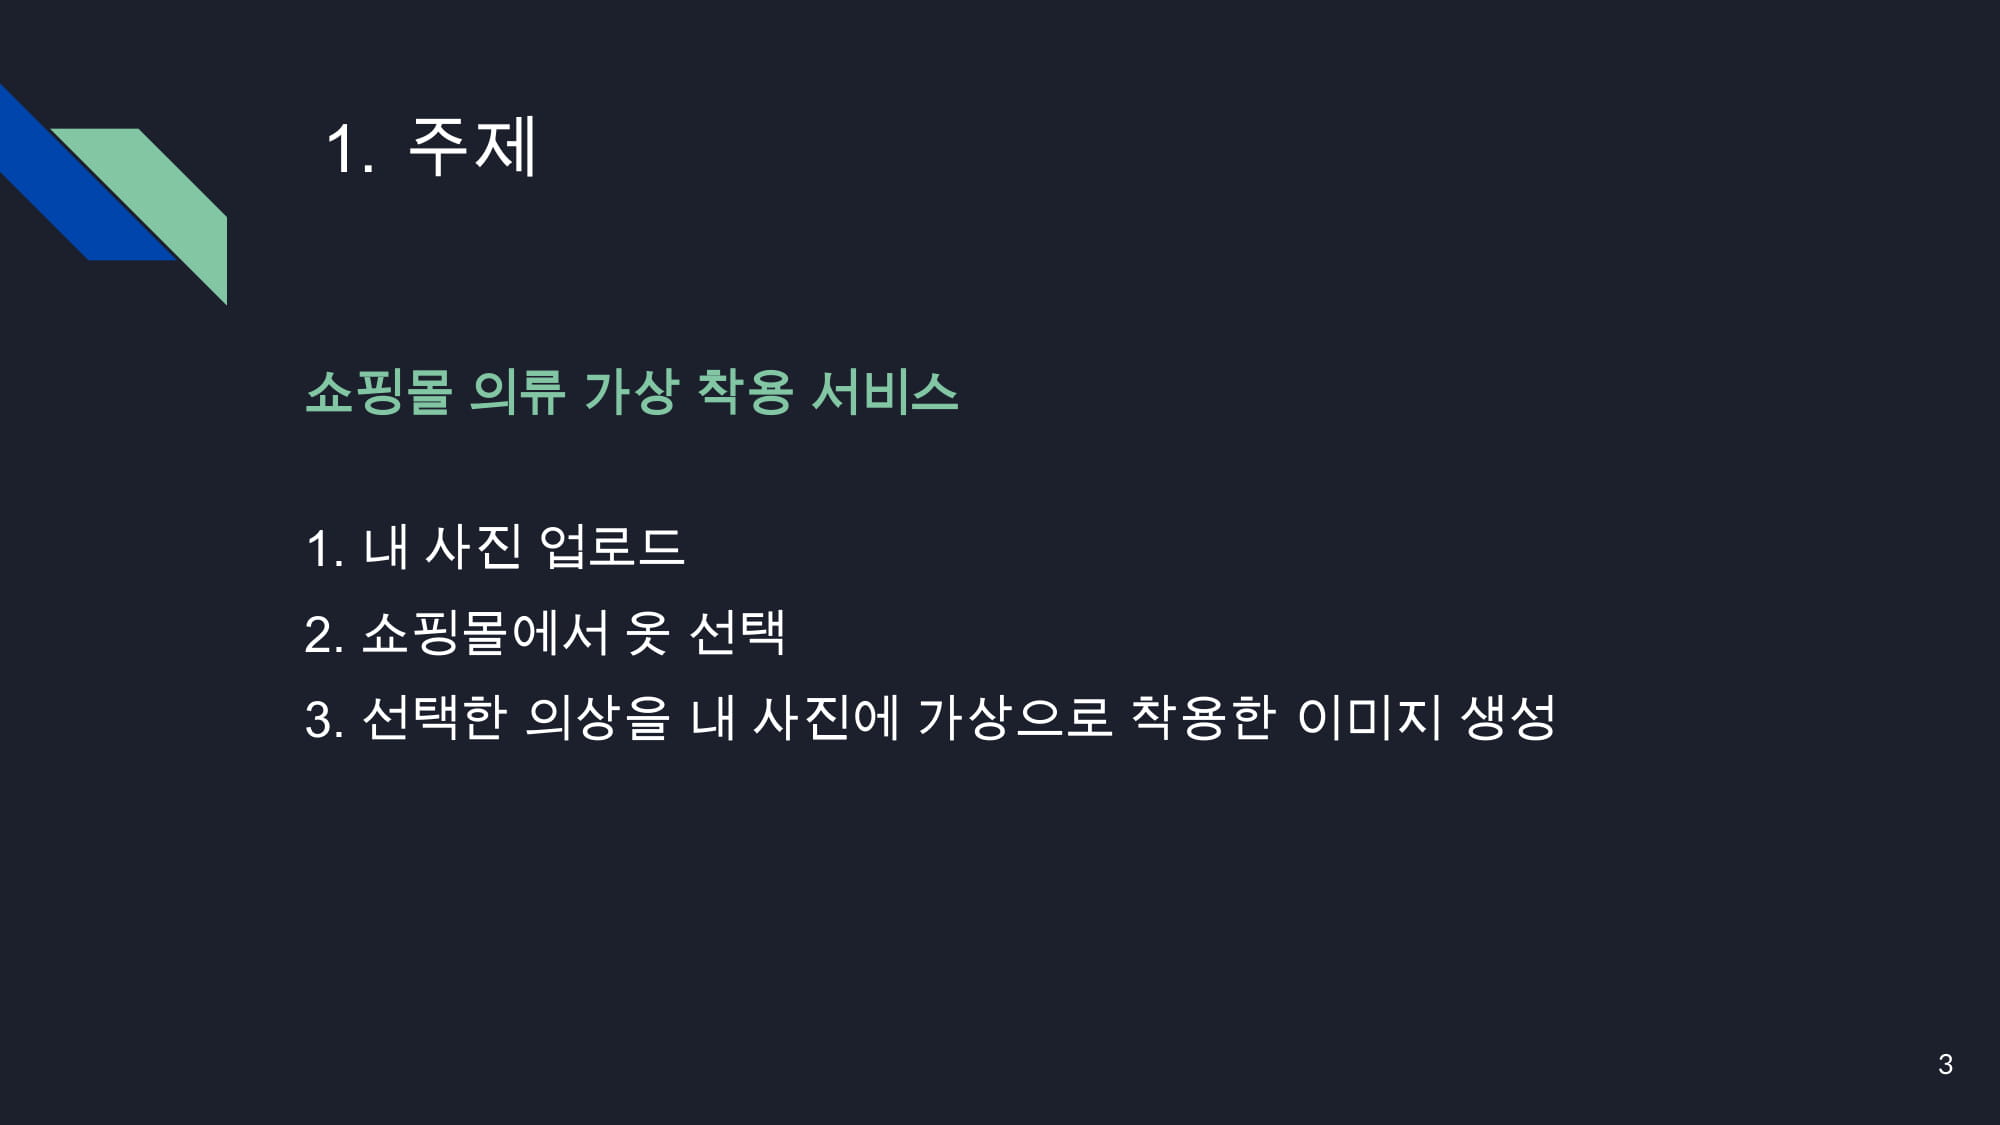 1. 주제
쇼핑몰 의류 가상 착용 서비스
1. 내 사진 업로드
2. 쇼핑몰에서 옷 선택
3. 선택한 의상을 내 사진에 가상으로 착용한 이미지 생성
3